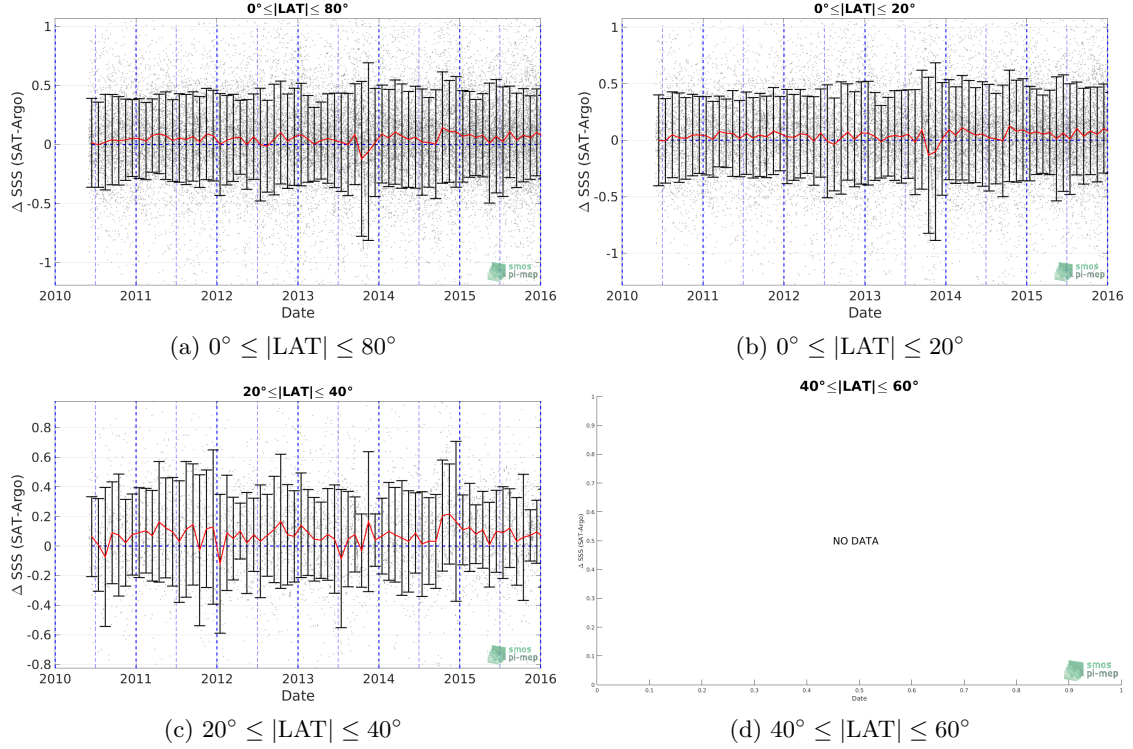 0°≤|LAT|≤ 80°
1
0.5
0
-0.5
-1
Δ SSS (SAT-Argo)
2010 2011 2012 2013 2014 2015 2016
Date
smos
pi-mep
(a) 0° ≤ |LAT| ≤ 80°
0°≤|LAT|≤ 20°
1
0.5
0
-0.5
-1
Δ SSS (SAT-Argo)
2010 2011 2012 2013 2014 2015 2016
Date
smos
pi-mep
(b) 0° ≤ |LAT| ≤ 20°
20°≤|LAT|≤ 40°
0.8
0.6
0.4
0.2
0
-0.2
-0.4
-0.6
-0.8
Δ SSS (SAT-Argo)
2010 2011 2012 2013 2014 2015 2016
Date
smos
pi-mep
(c) 20° ≤ |LAT| ≤ 40°
40°≤|LAT|≤ 60°
1
0.9
0.8
0.7
0.6
0.5
0.4
0.3
0.2
0.1
0
Δ SSS (SAT-Argo)
NO DATA
0 0.1 0.2 0.3 0.4 0.5 0.6 0.7 0.8 0.9 1
Date
smos
pi-mep
(d) 40° ≤ |LAT| ≤ 60°